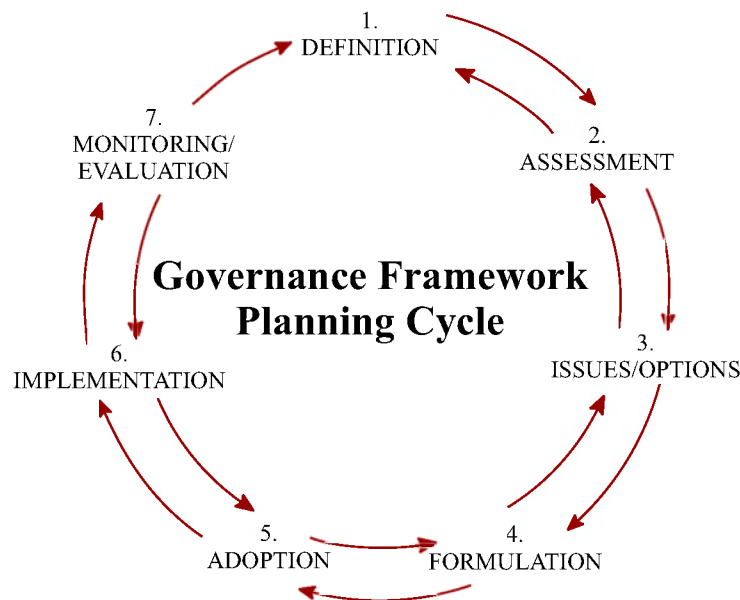 1.
DEFINITION
2.
ASSESSMENT
3.
ISSUES/OPTIONS
4.
FORMULATION
5.
ADOPTION
6.
IMPLEMENTATION
7.
MONITORING/
EVALUATION
Governance Framework
Planning Cycle